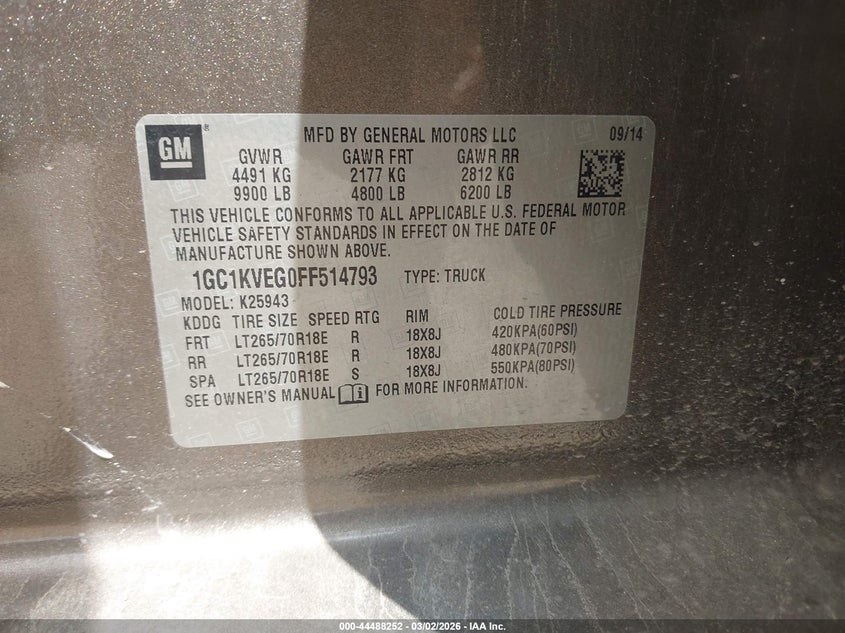 GM ® MFD BY GENERAL MOTORS LLC 09/14
GVWR GAWR FRT GAWR RR
4491 KG 2177 KG 2812 KG
9900 LB 4800 LB 6200 LB
THIS VEHICLE CONFORMS TO ALL APPLICABLE U.S. FEDERAL MOTOR
VEHICLE SAFETY STANDARDS IN EFFECT ON THE DATE OF
MANUFACTURE SHOWN ABOVE.
1GC1KVEG0FF514793 TYPE: TRUCK
MODEL: K25943
KDDG TIRE SIZE SPEED RTG RIM COLD TIRE PRESSURE
FRT LT265/70R18E R 18X8J 420KPA(60PSI)
RR LT265/70R18E R 18X8J 480KPA(70PSI)
SPA LT265/70R18E S 18X8J 550KPA(80PSI)
SEE OWNER'S MANUAL FOR MORE INFORMATION.
000-44488252 — 03/02/2026 — IAA Inc.